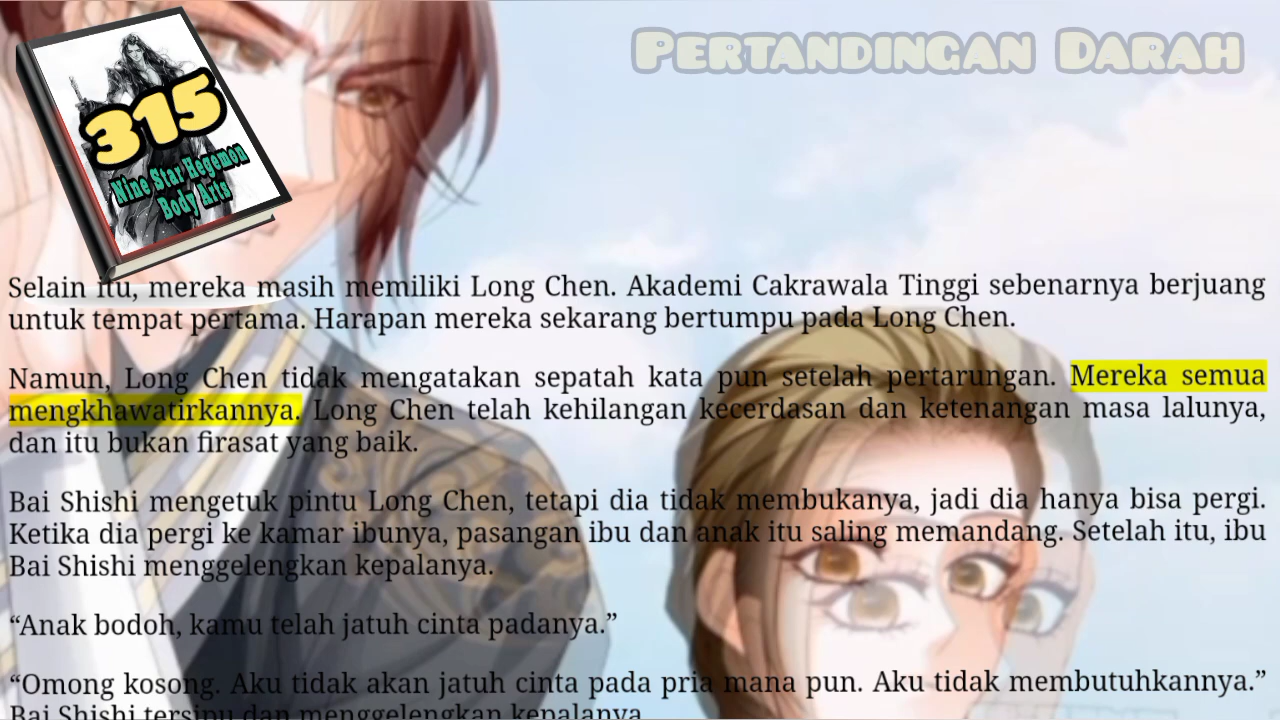 Pertandingan Darah
315
Nine Star Hegemon
Body Arts
Selain itu, mereka masih memiliki Long Chen. Akademi Cakrawala Tinggi sebenarnya berjuang
untuk tempat pertama. Harapan mereka sekarang bertumpu pada Long Chen.
Namun, Long Chen tidak mengatakan sepatah kata pun setelah pertarungan. Mereka semua
mengkhawatirkannya. Long Chen telah kehilangan kecerdasan dan ketenangan masa lalunya,
dan itu bukan firasat yang baik.
Bai Shishi mengetuk pintu Long Chen, tetapi dia tidak membukanya, jadi dia hanya bisa pergi.
Ketika dia pergi ke kamar ibunya, pasangan ibu dan anak itu saling memandang. Setelah itu, ibu
Bai Shishi menggelengkan kepalanya.
“Anak bodoh, kamu telah jatuh cinta padanya.”
“Omong kosong. Aku tidak akan jatuh cinta pada pria mana pun. Aku tidak membutuhkannya.”
Bai Shishi tersipu dan menggelengkan kepalanya.